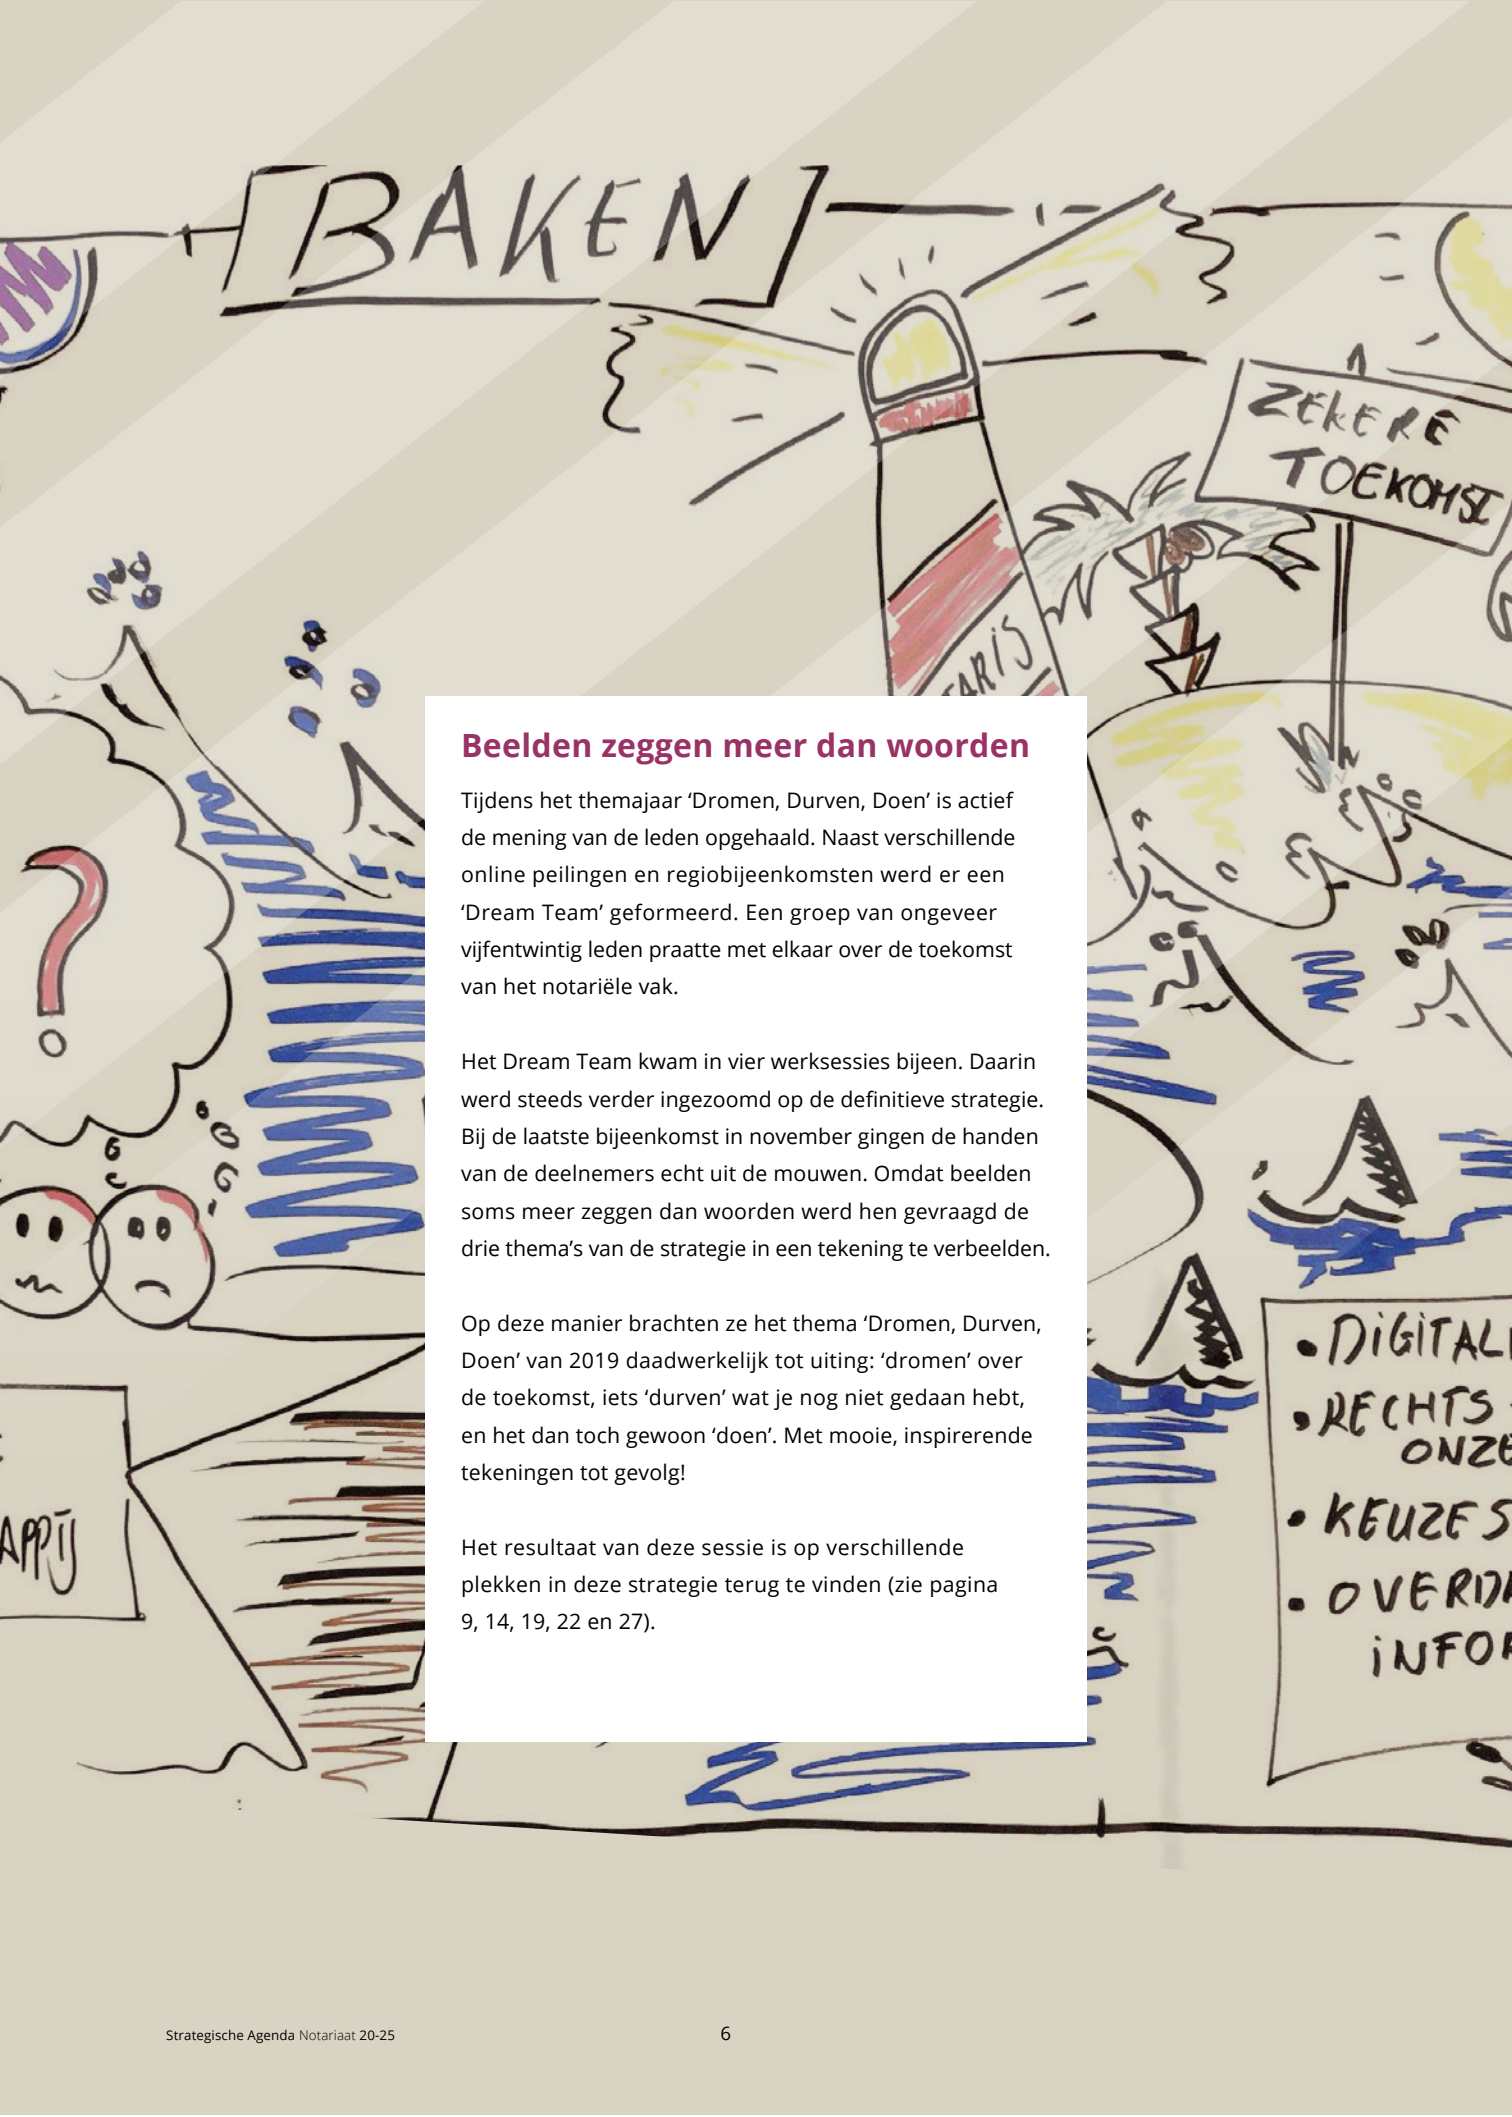 BAKEN
ZEKERE
TOEKOMST
Beelden zeggen meer dan woorden
Tijdens het themajaar ‘Dromen, Durven, Doen’ is actief
de mening van de leden opgehaald. Naast verschillende
online peilingen en regiobijeenkomsten werd er een
‘Dream Team’ geformeerd. Een groep van ongeveer
vijfentwintig leden praatte met elkaar over de toekomst
van het notariële vak.
Het Dream Team kwam in vier werksessies bijeen. Daarin
werd steeds verder ingezoomd op de definitieve strategie.
Bij de laatste bijeenkomst in november gingen de handen
van de deelnemers echt uit de mouwen. Omdat beelden
soms meer zeggen dan woorden werd hen gevraagd de
drie thema’s van de strategie in een tekening te verbeelden.
Op deze manier brachten ze het thema ‘Dromen, Durven,
Doen’ van 2019 daadwerkelijk tot uiting: ‘dromen’ over
de toekomst, iets ‘durven’ wat je nog niet gedaan hebt,
en het dan toch gewoon ‘doen’. Met mooie, inspirerende
tekeningen tot gevolg!
Het resultaat van deze sessie is op verschillende
plekken in deze strategie terug te vinden (zie pagina
9, 14, 19, 22 en 27).
• DIGITAL
• RECHTS
ONZE
• KEUZES
• OVERD
INFO
APPIJ
Strategische Agenda Notariaat 20-25
6